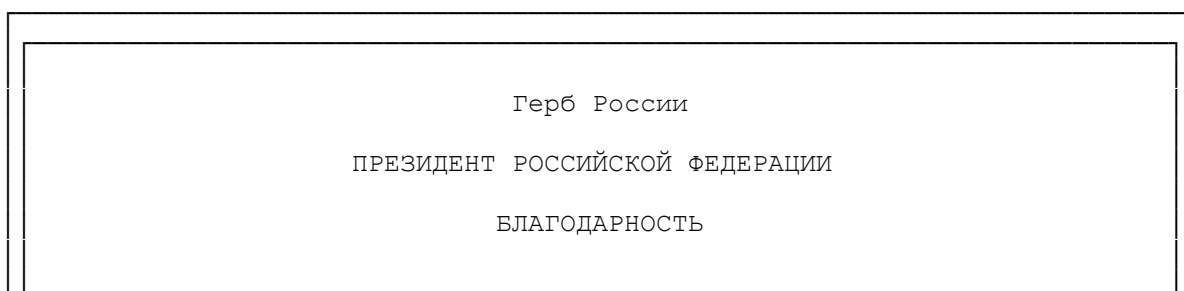 Герб России
ПРЕЗИДЕНТ РОССИЙСКОЙ ФЕДЕРАЦИИ
БЛАГОДАРНОСТЬ